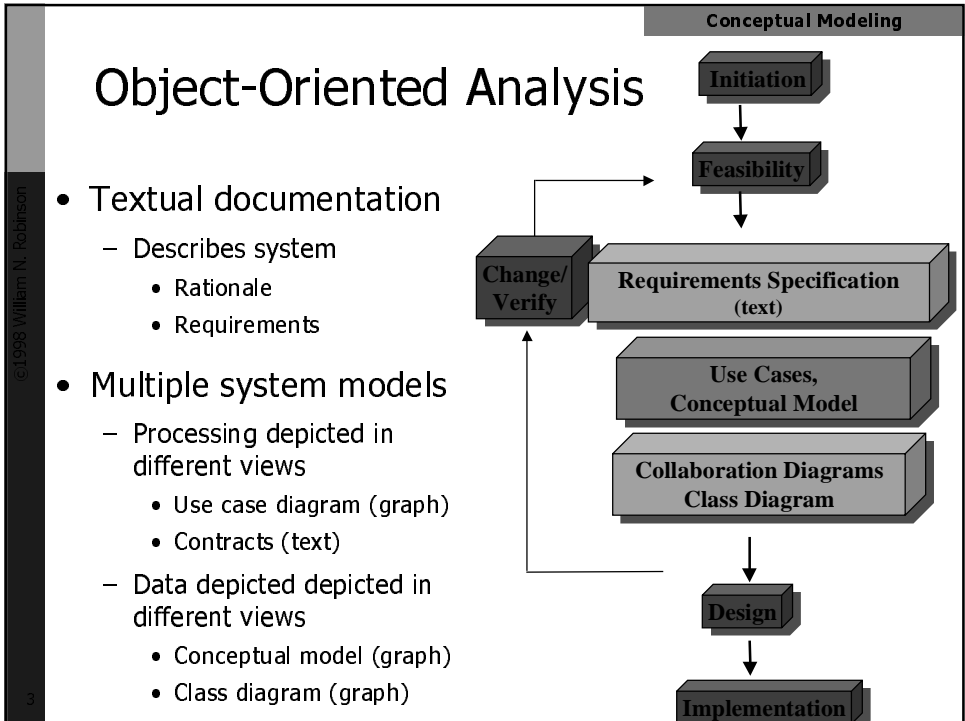 Conceptual Modeling
Object-Oriented Analysis
• Textual documentation
– Describes system
• Rationale
• Requirements
• Multiple system models
– Processing depicted in
different views
• Use case diagram (graph)
• Contracts (text)
– Data depicted depicted in
different views
• Conceptual model (graph)
• Class diagram (graph)
Initiation
Feasibility
Change/
Verify
Requirements Specification
(text)
Use Cases,
Conceptual Model
Collaboration Diagrams
Class Diagram
Design
Implementation
©1998 William N. Robinson
3